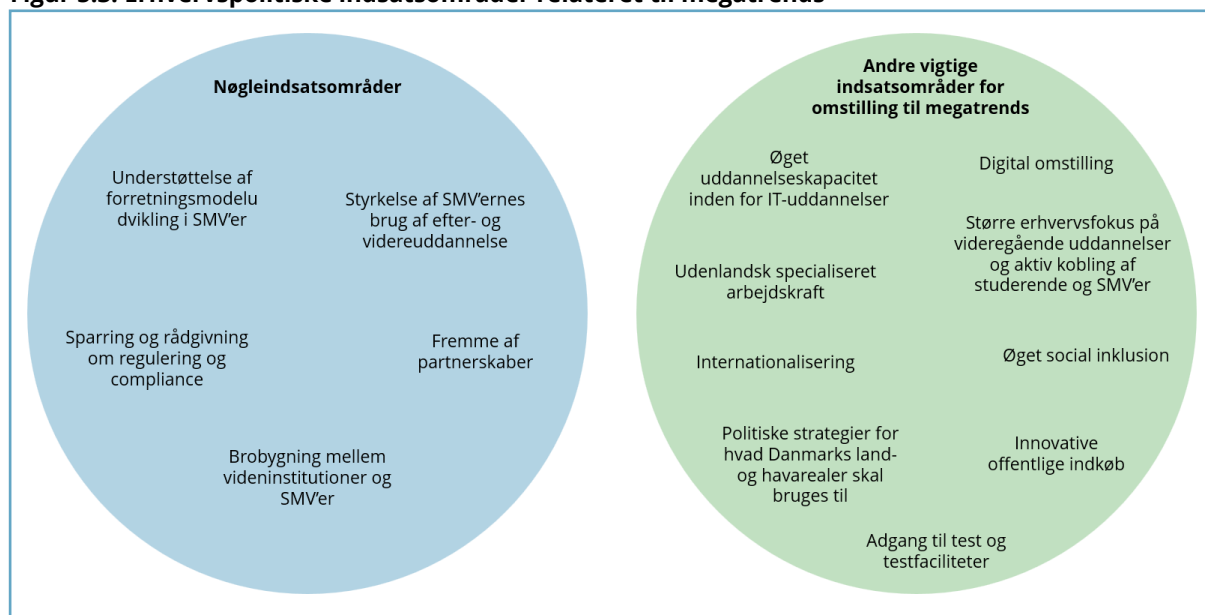 Figur 5.5. Erhvervspolitiske indsatsområder relateret til megatrends
Nøgleindsatsområder
Understøttelse af
forretningsmodelu
dvikling i SMV'er
Styrkelse af SMV'ernes
brug af efter- og
videreuddannelse
Sparring og rådgivning
om regulering og
compliance
Fremme af
partnerskaber
Brobygning mellem
videninstitutioner og
SMV'er
Andre vigtige
indsatsområder for
omstilling til megatrends
Øget
uddannelseskapacitet
inden for IT-uddannelser
Digital omstilling
Større erhvervsfokus på
videregående uddannelser
og aktiv kobling af
studerende og SMV'er
Udenlandsk specialiseret
arbejdskraft
Internationalisering
Øget social inklusion
Politiske strategier for
hvad Danmarks land-
og havarealer skal
bruges til
Innovative
offentlige indkøb
Adgang til test og
testfaciliteter